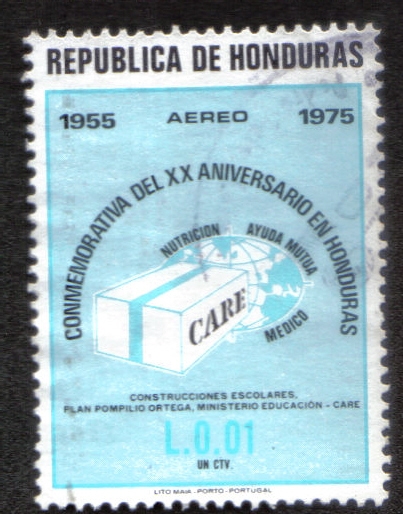 REPUBLICA DE HONDURAS
1955 AEREO 1975
CONMEMORATIVA DEL XX ANIVERSARIO EN HONDURAS
NUTRICION AYUDA MUTUA
MEDICO
CARE
CONSTRUCCIONES ESCOLARES,
PLAN POMPILIO ORTEGA, MINISTERIO EDUCACIÓN - CARE
L.0.01
UN CTV.
LITO MAIA - PORTO - PORTUGAL